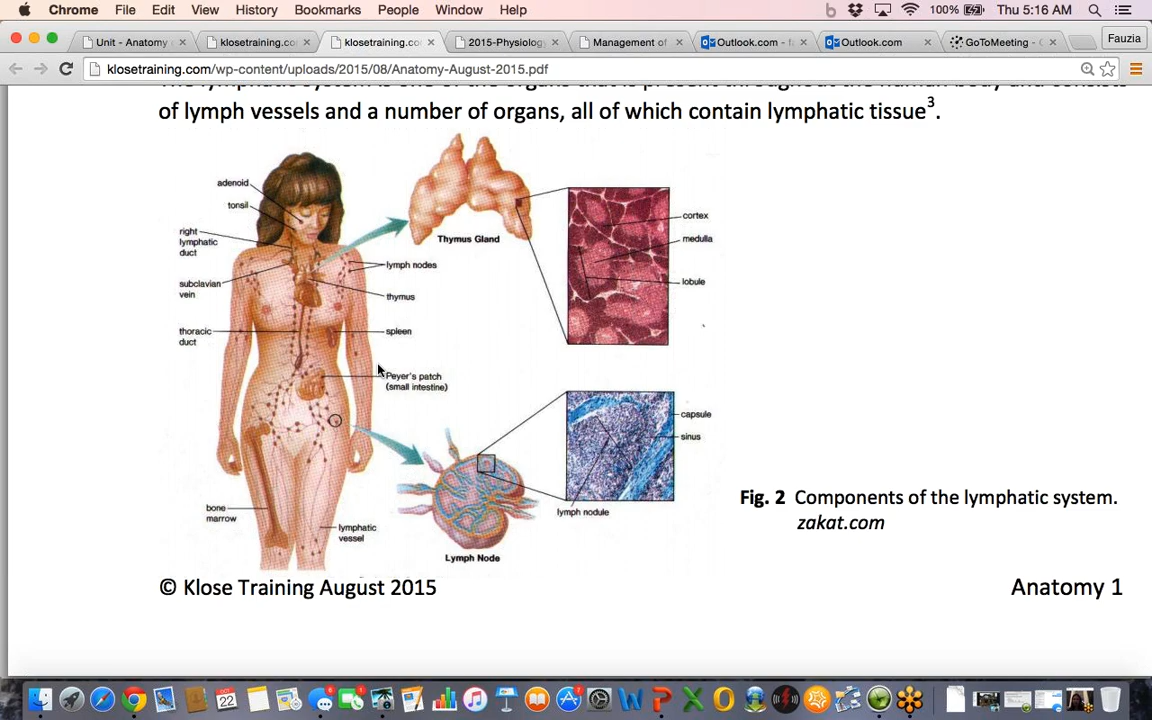 Chrome File Edit View History Bookmarks People Window Help 100% Thu 5:16 AM
Unit - Anatomy
klosetraining.co
klosetraining.co
2015-Physiology
Management of
Outlook.com - f
Outlook.com
GoToMeeting -
Fauzia
klosetraining.com/wp-content/uploads/2015/08/Anatomy-August-2015.pdf
of lymph vessels and a number of organs, all of which contain lymphatic tissue3.
adenoid
tonsil
right
lymphatic
duct
subclavian
vein
thoracic
duct
bone
marrow
lymph nodes
thymus
spleen
Peyer's patch
(small intestine)
lymphatic
vessel
Thymus Gland
cortex
medulla
lobule
capsule
sinus
lymph nodule
Lymph Node
Fig. 2 Components of the lymphatic system.
zakat.com
© Klose Training August 2015
Anatomy 1
OCT
22